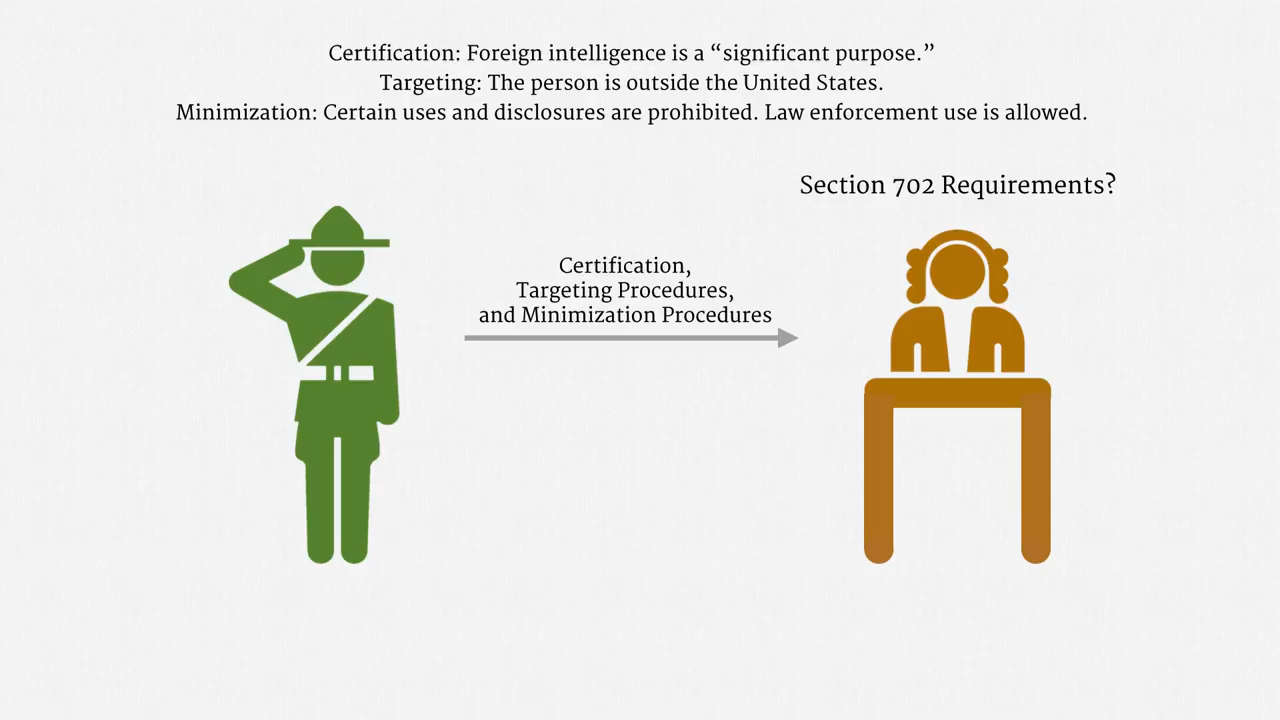 Certification: Foreign intelligence is a “significant purpose.”
Targeting: The person is outside the United States.
Minimization: Certain uses and disclosures are prohibited. Law enforcement use is allowed.
Section 702 Requirements?
Certification,
Targeting Procedures,
and Minimization Procedures